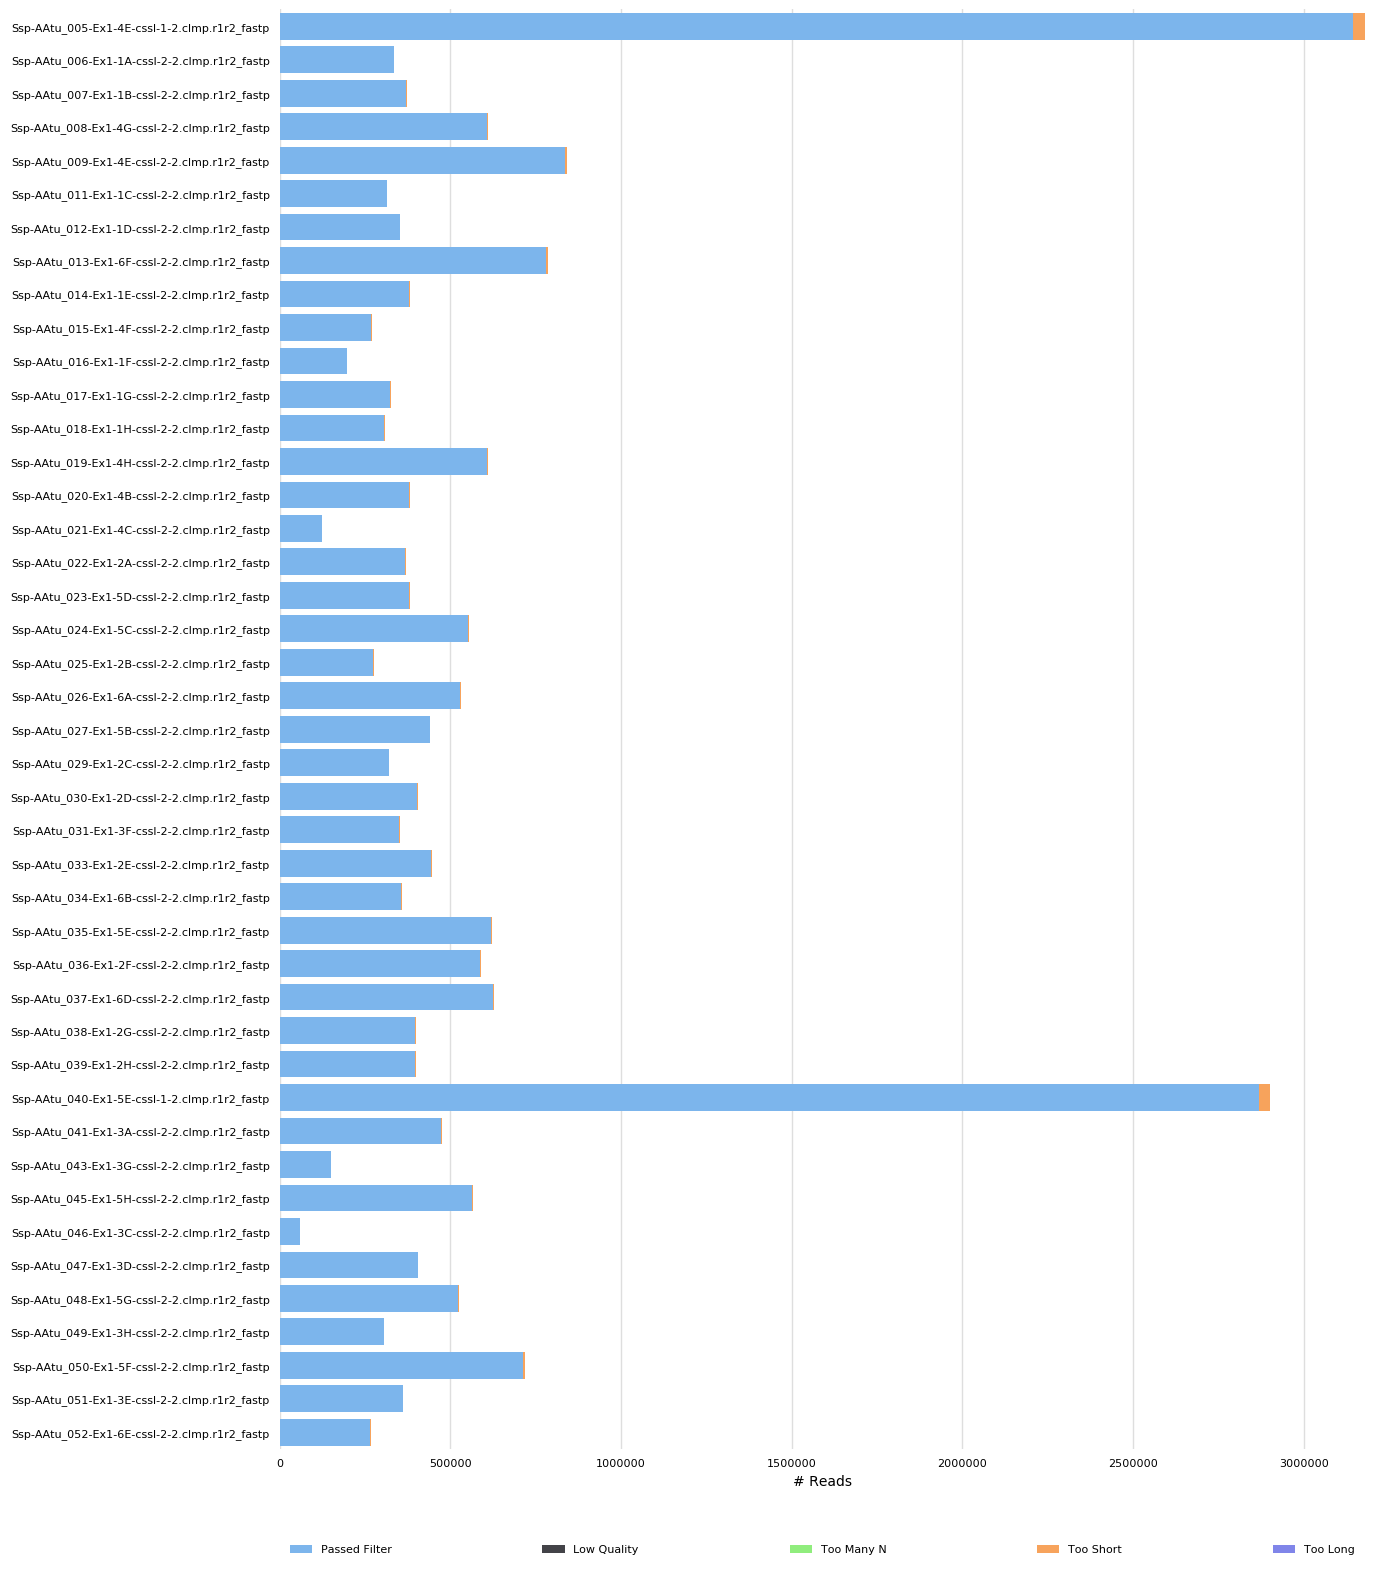 Ssp-AAtu_005-Ex1-4E-cssl-1-2.clmp.r1r2_fastp
Ssp-AAtu_006-Ex1-1A-cssl-2-2.clmp.r1r2_fastp
Ssp-AAtu_007-Ex1-1B-cssl-2-2.clmp.r1r2_fastp
Ssp-AAtu_008-Ex1-4G-cssl-2-2.clmp.r1r2_fastp
Ssp-AAtu_009-Ex1-4E-cssl-2-2.clmp.r1r2_fastp
Ssp-AAtu_011-Ex1-1C-cssl-2-2.clmp.r1r2_fastp
Ssp-AAtu_012-Ex1-1D-cssl-2-2.clmp.r1r2_fastp
Ssp-AAtu_013-Ex1-6F-cssl-2-2.clmp.r1r2_fastp
Ssp-AAtu_014-Ex1-1E-cssl-2-2.clmp.r1r2_fastp
Ssp-AAtu_015-Ex1-4F-cssl-2-2.clmp.r1r2_fastp
Ssp-AAtu_016-Ex1-1F-cssl-2-2.clmp.r1r2_fastp
Ssp-AAtu_017-Ex1-1G-cssl-2-2.clmp.r1r2_fastp
Ssp-AAtu_018-Ex1-1H-cssl-2-2.clmp.r1r2_fastp
Ssp-AAtu_019-Ex1-4H-cssl-2-2.clmp.r1r2_fastp
Ssp-AAtu_020-Ex1-4B-cssl-2-2.clmp.r1r2_fastp
Ssp-AAtu_021-Ex1-4C-cssl-2-2.clmp.r1r2_fastp
Ssp-AAtu_022-Ex1-2A-cssl-2-2.clmp.r1r2_fastp
Ssp-AAtu_023-Ex1-5D-cssl-2-2.clmp.r1r2_fastp
Ssp-AAtu_024-Ex1-5C-cssl-2-2.clmp.r1r2_fastp
Ssp-AAtu_025-Ex1-2B-cssl-2-2.clmp.r1r2_fastp
Ssp-AAtu_026-Ex1-6A-cssl-2-2.clmp.r1r2_fastp
Ssp-AAtu_027-Ex1-5B-cssl-2-2.clmp.r1r2_fastp
Ssp-AAtu_029-Ex1-2C-cssl-2-2.clmp.r1r2_fastp
Ssp-AAtu_030-Ex1-2D-cssl-2-2.clmp.r1r2_fastp
Ssp-AAtu_031-Ex1-3F-cssl-2-2.clmp.r1r2_fastp
Ssp-AAtu_033-Ex1-2E-cssl-2-2.clmp.r1r2_fastp
Ssp-AAtu_034-Ex1-6B-cssl-2-2.clmp.r1r2_fastp
Ssp-AAtu_035-Ex1-5E-cssl-2-2.clmp.r1r2_fastp
Ssp-AAtu_036-Ex1-2F-cssl-2-2.clmp.r1r2_fastp
Ssp-AAtu_037-Ex1-6D-cssl-2-2.clmp.r1r2_fastp
Ssp-AAtu_038-Ex1-2G-cssl-2-2.clmp.r1r2_fastp
Ssp-AAtu_039-Ex1-2H-cssl-2-2.clmp.r1r2_fastp
Ssp-AAtu_040-Ex1-5E-cssl-1-2.clmp.r1r2_fastp
Ssp-AAtu_041-Ex1-3A-cssl-2-2.clmp.r1r2_fastp
Ssp-AAtu_043-Ex1-3G-cssl-2-2.clmp.r1r2_fastp
Ssp-AAtu_045-Ex1-5H-cssl-2-2.clmp.r1r2_fastp
Ssp-AAtu_046-Ex1-3C-cssl-2-2.clmp.r1r2_fastp
Ssp-AAtu_047-Ex1-3D-cssl-2-2.clmp.r1r2_fastp
Ssp-AAtu_048-Ex1-5G-cssl-2-2.clmp.r1r2_fastp
Ssp-AAtu_049-Ex1-3H-cssl-2-2.clmp.r1r2_fastp
Ssp-AAtu_050-Ex1-5F-cssl-2-2.clmp.r1r2_fastp
Ssp-AAtu_051-Ex1-3E-cssl-2-2.clmp.r1r2_fastp
Ssp-AAtu_052-Ex1-6E-cssl-2-2.clmp.r1r2_fastp
0 500000 1000000 1500000 2000000 2500000 3000000
# Reads
Passed Filter Low Quality Too Many N Too Short Too Long